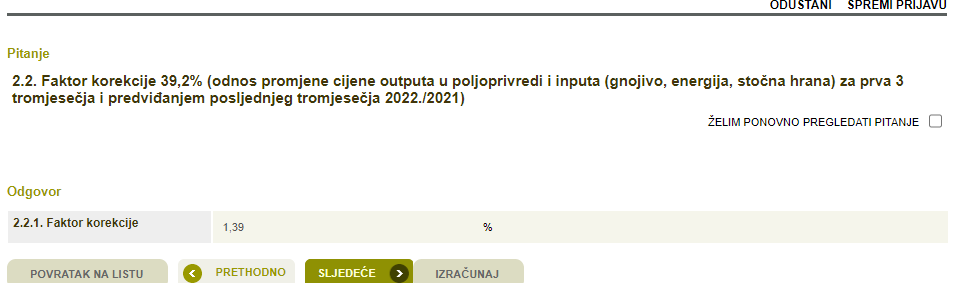 ODUSTANI SPREMI PRIJAVU
Pitanje
2.2. Faktor korekcije 39,2% (odnos promjene cijene outputa u poljoprivredi i inputa (gnojivo, energija, stočna hrana) za prva 3
tromjesečja i predviđanjem posljednjeg tromjesečja 2022./2021)
ŽELIM PONOVNO PREGLEDATI PITANJE
Odgovor
2.2.1. Faktor korekcije 1,39 %
POVRATAK NA LISTU PRETHODNO SLJEDEĆE IZRAČUNAJ